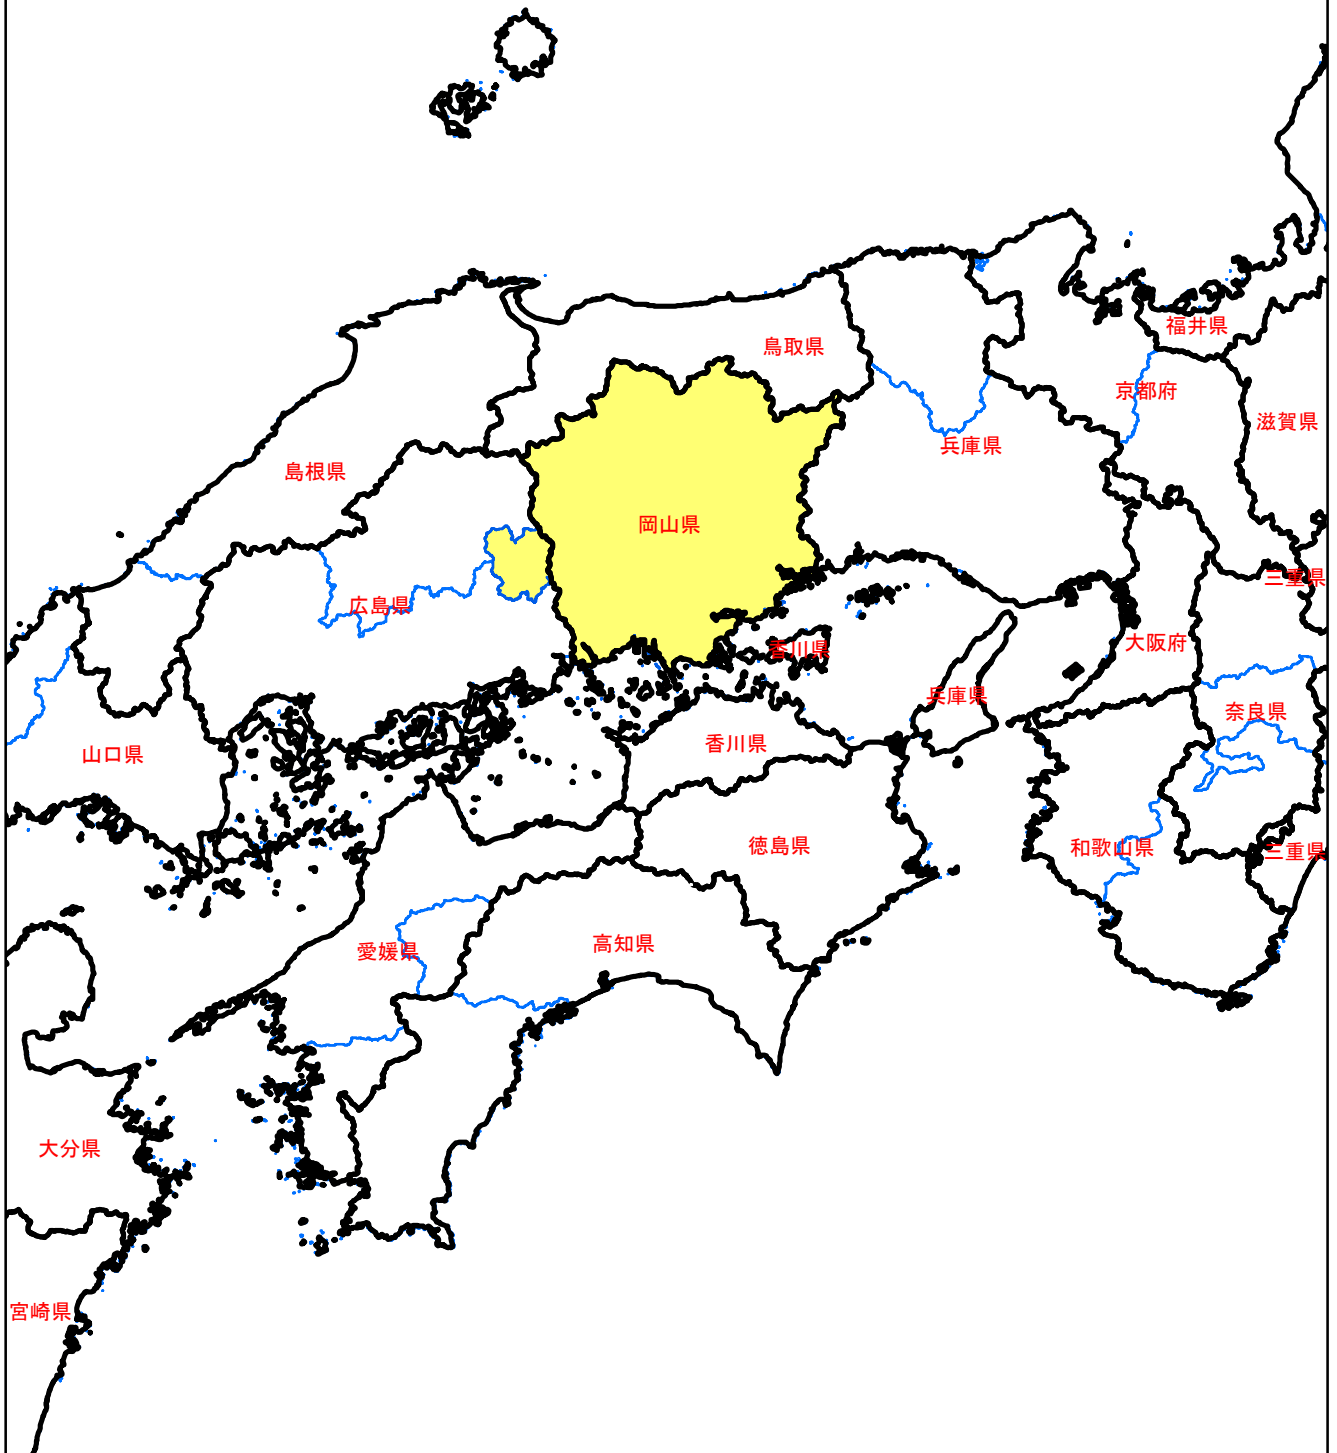 福井県
鳥取県
京都府
滋賀県
兵庫県
島根県
岡山県
三重県
広島県
大阪府
香川県
兵庫県
奈良県
香川県
山口県
徳島県
和歌山県
三重県
高知県
愛媛県
大分県
宮崎県